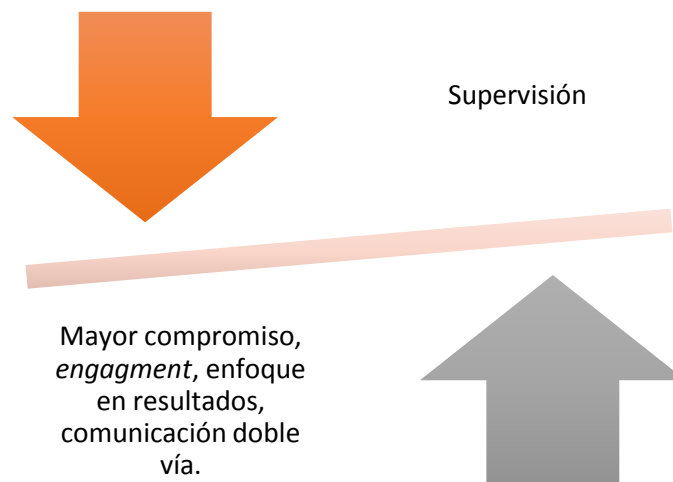 Supervisión
Mayor compromiso,
engagment, enfoque
en resultados,
comunicación doble
vía.